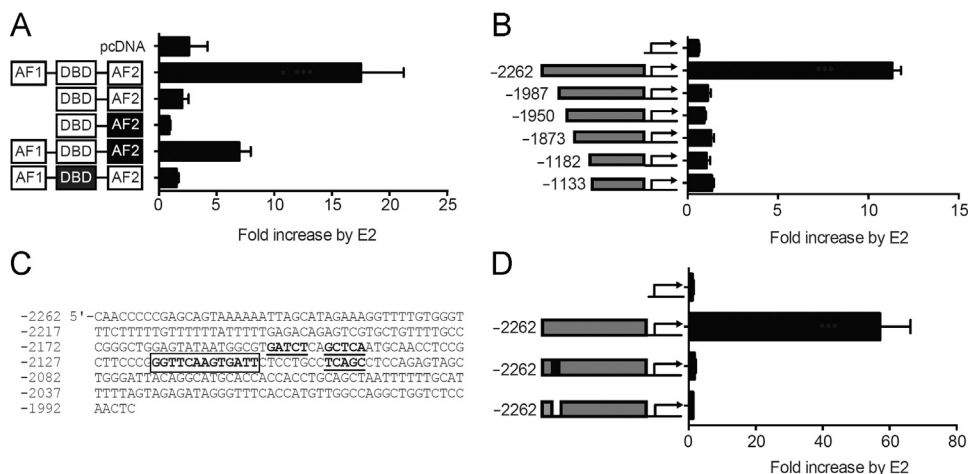 A
pcDNA
AF1 DBD AF2
DBD AF2
DBD AF2
AF1 DBD AF2
AF1 DBD AF2
0 5 10 15 20 25
Fold increase by E2
B
-2262
-1987
-1950
-1873
-1182
-1133
0 5 10 15
Fold increase by E2
C
-2262 5'-CAACCCCCGAGCAGTAAAAAATTAGCATAGAAAGGTTTTGTGGGT
-2217 TTCTTTTTGTTTTTTATTTTTGAGACAGAGTCGTGCTGTTTTGCC
-2172 CGGGCTGGAGTATAATGGCGTGATCTCAGCTCAATGCAACCTCCG
-2127 CTTCCCGGGTTCAAGTGATTCTCCTGCCTCAGCCTCCAGAGTAGC
-2082 TGGGATTACAGGCATGCACCACCACCTGCAGCTAATTTTTTGCAT
-2037 TTTTAGTAGAGATAGGGTTTCACCATGTTGGCCAGGCTGGTCTCC
-1992 AACTC
D
-2262
-2262
-2262
0 20 40 60 80
Fold increase by E2